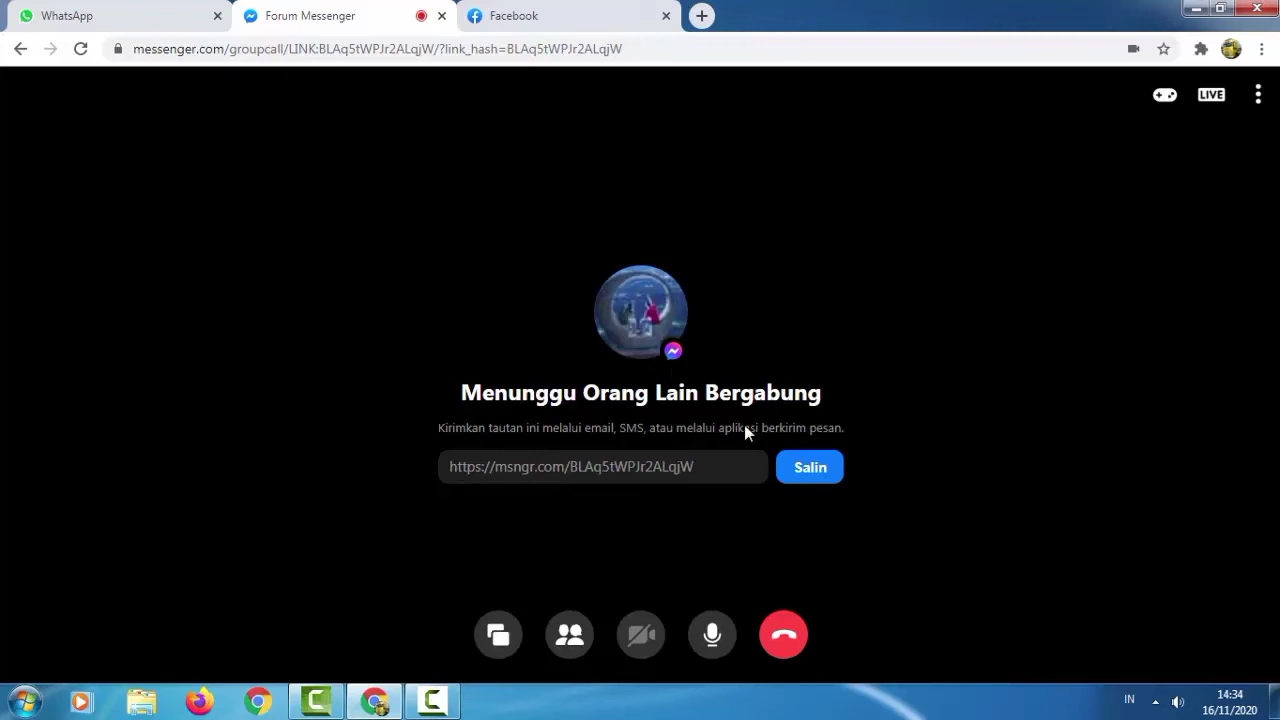 WhatsApp
Forum Messenger
Facebook
messenger.com/groupcall/LINK:BLAq5tWPJr2ALqjW/?link_hash=BLAq5tWPJr2ALqjW
LIVE
Menunggu Orang Lain Bergabung
Kirimkan tautan ini melalui email, SMS, atau melalui aplikasi berkirim pesan.
https://msngr.com/BLAq5tWPJr2ALqjW
Salin
IN
14:34
16/11/2020